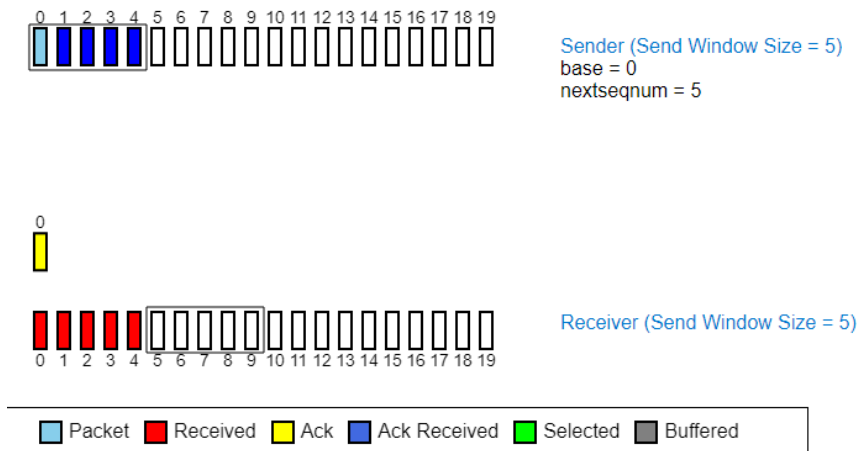 0 1 2 3 4 5 6 7 8 9 10 11 12 13 14 15 16 17 18 19
Sender (Send Window Size = 5)
base = 0
nextseqnum = 5
0
Receiver (Send Window Size = 5)
0 1 2 3 4 5 6 7 8 9 10 11 12 13 14 15 16 17 18 19
Packet Received Ack Ack Received Selected Buffered